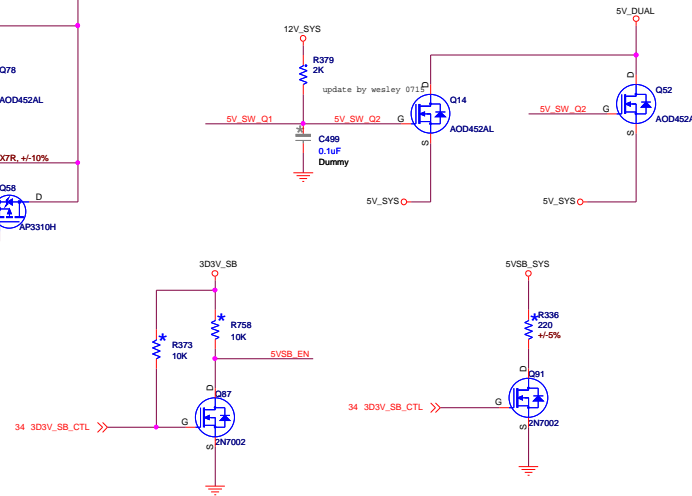 5V_DUAL
12V_SYS
R379
2K
Q78
update by wesley 0715
D
D
Q52
AOD452AL
Q14
5V_SW_Q1
5V_SW_Q2
G
5V_SW_Q2
G
AOD452A
AOD452AL
C499
0.1uF
Dummy
S
S
X7R, +/-10%
Q58
D
5V_SYS
5V_SYS
AP3310H
3D3V_SB
5VSB_SYS
R373
10K
R758
10K
R336
220
+/-5%
5VSB_EN
D
Q91
D
Q87
34 3D3V_SB_CTL
G
34 3D3V_SB_CTL
G
S
2N7002
S
2N7002